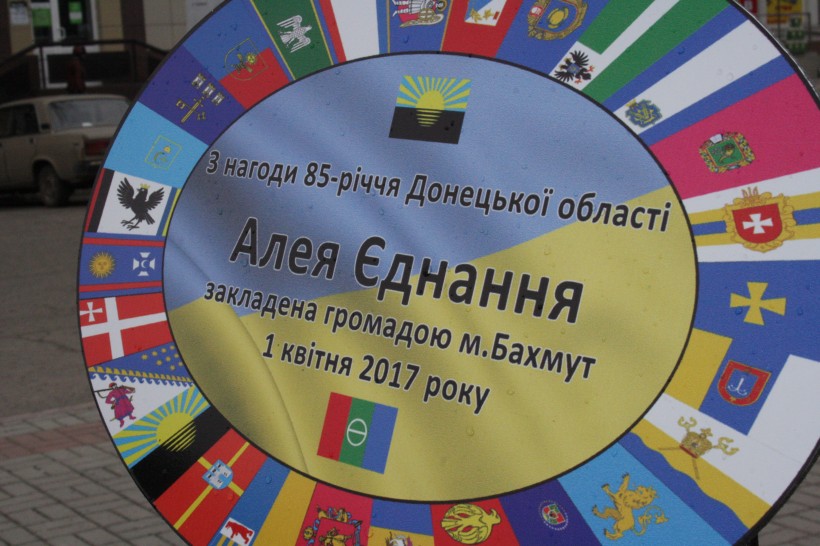 З нагоди 85-річчя Донецької області
Алея Єднання
закладена громадою м.Бахмут
1 квітня 2017 року